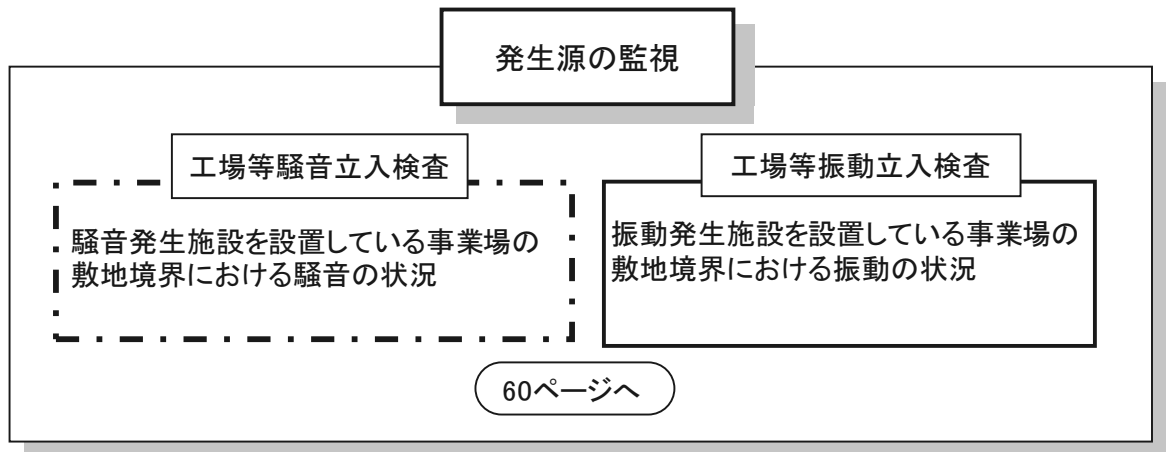 発生源の監視
工場等騒音立入検査
騒音発生施設を設置している事業場の
敷地境界における騒音の状況
工場等振動立入検査
振動発生施設を設置している事業場の
敷地境界における振動の状況
60ページへ